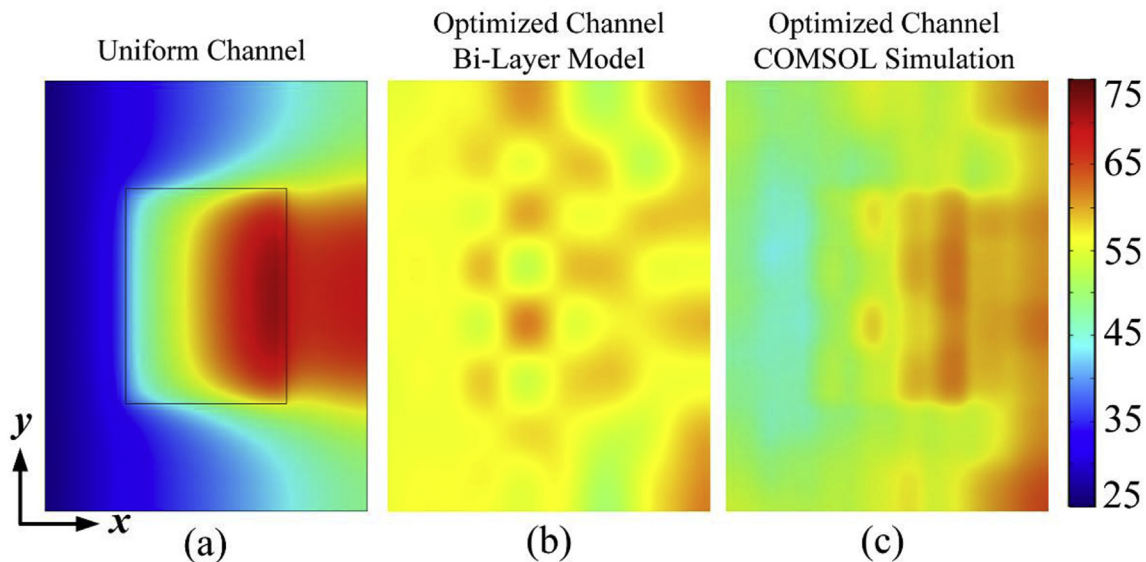 Uniform Channel
Optimized Channel
Bi-Layer Model
Optimized Channel
COMSOL Simulation
75
65
55
45
35
25
y
x
(a)
(b)
(c)